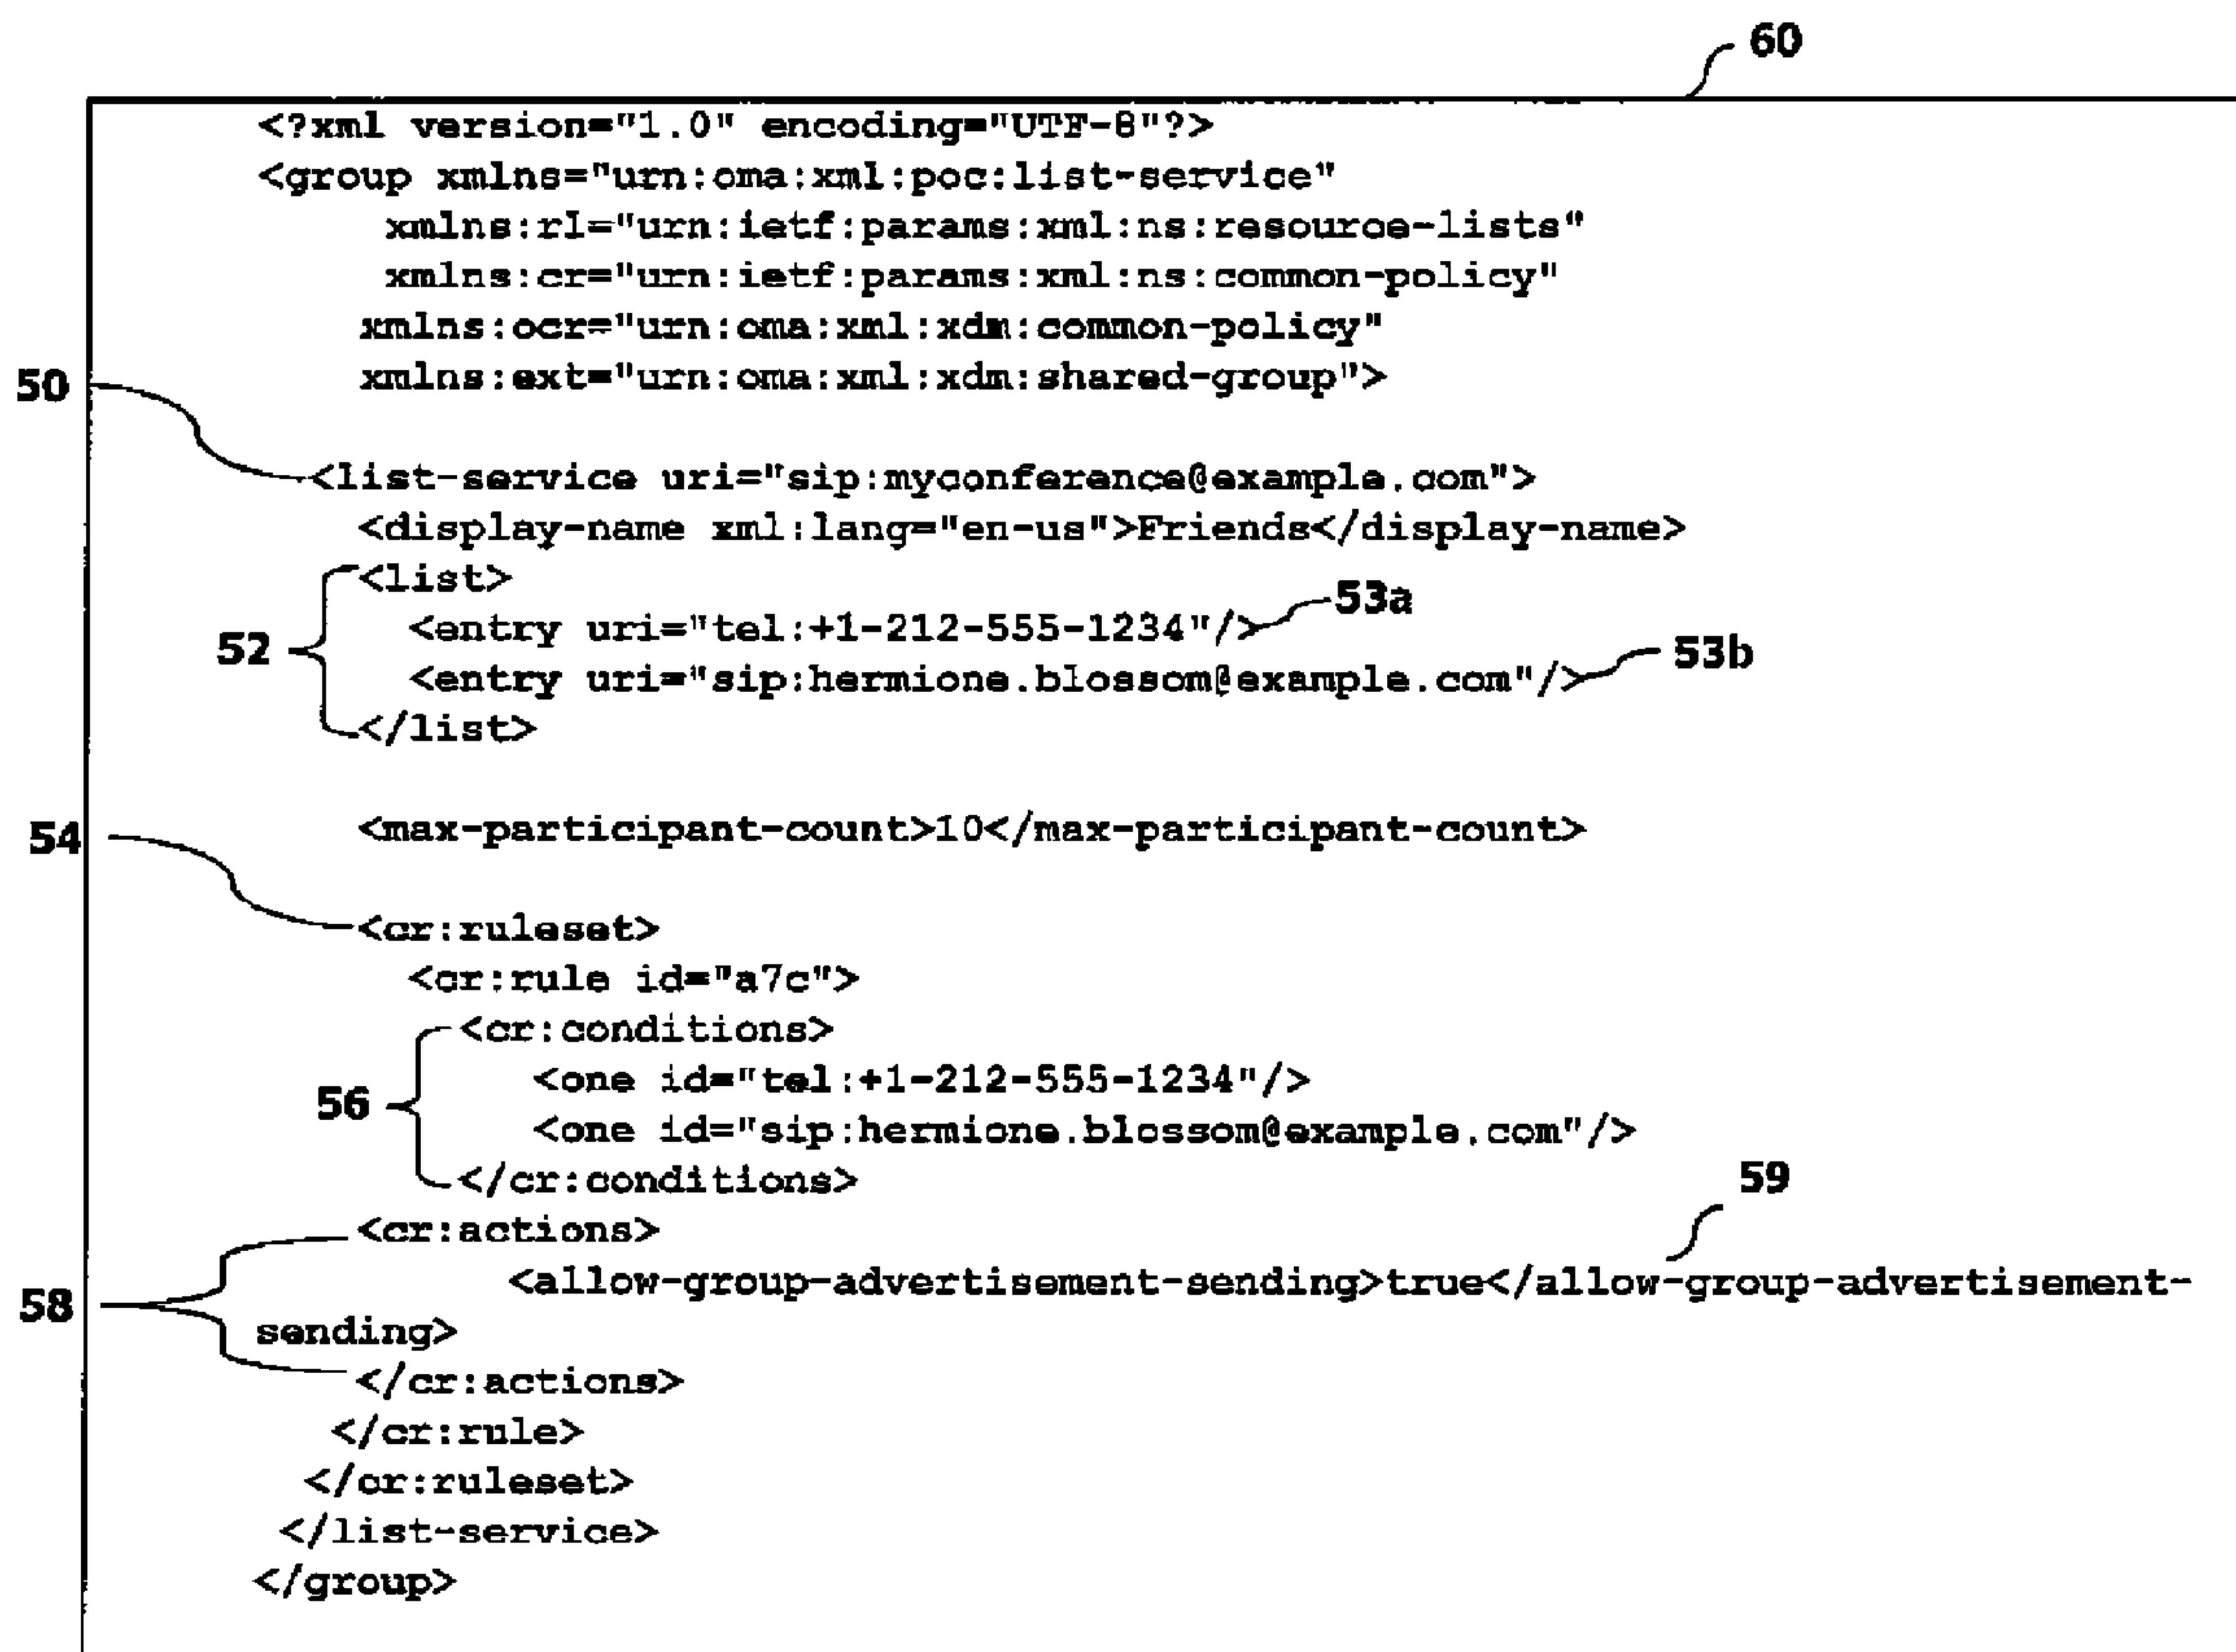 60
<?xml version="1.0" encoding="UTF-8"?>
<group xmlns="urn:oma:xml:poc:list-service"
xmlns:rl="urn:ietf:params:xml:ns:resource-lists"
xmlns:cr="urn:ietf:params:xml:ns:common-policy"
xmlns:ocr="urn:oma:xml:xdm:common-policy"
xmlns:ext="urn:oma:xml:xdm:shared-group">
50
<list-service uri="sip:myconference@example.com">
<display-name xml:lang="en-us">Friends</display-name>
<list>
53a
<entry uri="tel:+1-212-555-1234"/>
52
53b
<entry uri="sip:hermione.blossom@example.com"/>
</list>
54
<max-participant-count>10</max-participant-count>
<cr:ruleset>
<cr:rule id="a7c">
<cr:conditions>
<one id="tel:+1-212-555-1234"/>
56
<one id="sip:hermione.blossom@example.com"/>
</cr:conditions>
59
<cr:actions>
<allow-group-advertisement-sending>true</allow-group-advertisement-
58
sending>
</cr:actions>
</cr:rule>
</cr:ruleset>
</list-service>
</group>